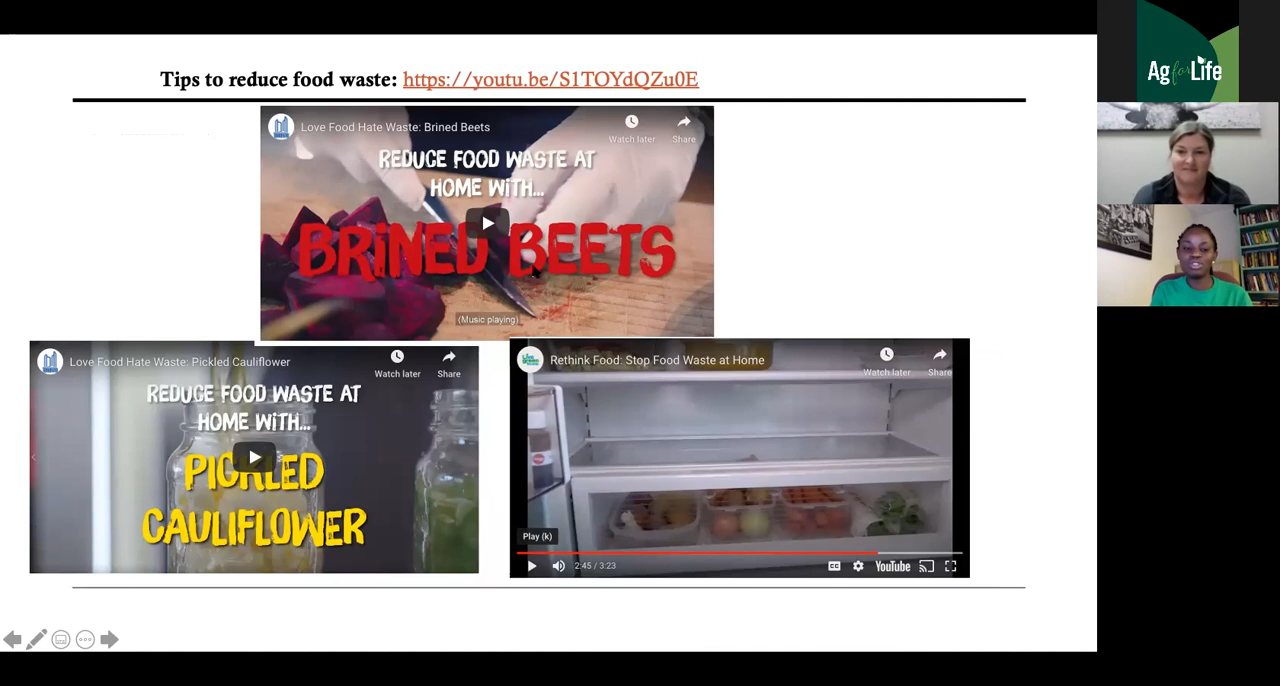 Tips to reduce food waste: https://youtu.be/S1TOYdQZu0E
Love Food Hate Waste: Brined Beets
Watch later
Share
REDUCE FOOD WASTE AT
HOME WiTH...
BRiNED BEETS
(Music playing)
Love Food Hate Waste: Pickled Cauliflower
Watch later
Share
REDUCE FOOD WASTE AT
HOME WiTH...
PiCKLED
CAULiFLOWER
Rethink Food: Stop Food Waste at Home
Watch later
Share
Play (k)
2:45 / 3:23
CC
YouTube
Ag for Life